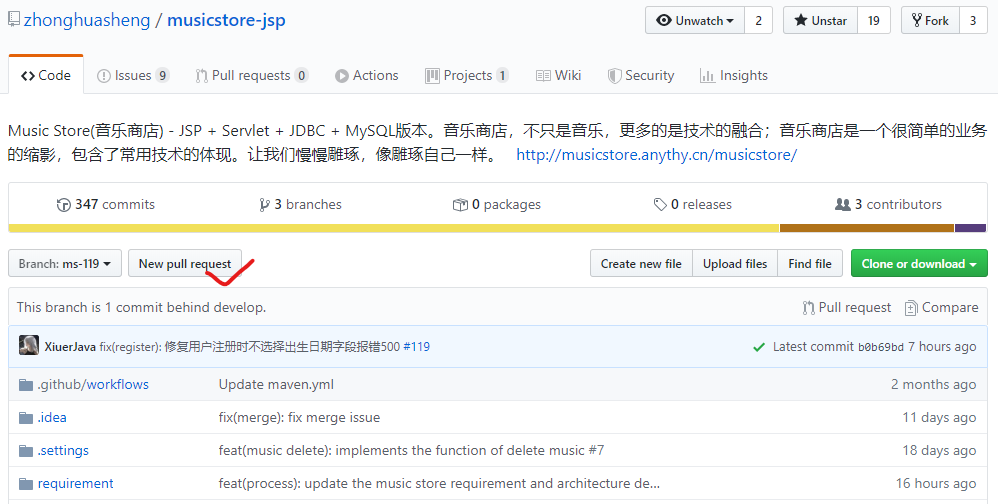 zhonghuasheng / musicstore-jsp Unwatch 2 Unstar 19 Fork 3
Code Issues 9 Pull requests 0 Actions Projects 1 Wiki Security Insights
Music Store(音乐商店) - JSP + Servlet + JDBC + MySQL版本。音乐商店，不只是音乐，更多的是技术的融合；音乐商店是一个很简单的业务
的缩影，包含了常用技术的体现。让我们慢慢雕琢，像雕琢自己一样。 http://musicstore.anythy.cn/musicstore/
347 commits 3 branches 0 packages 0 releases 3 contributors
Branch: ms-119 New pull request Create new file Upload files Find file Clone or download
This branch is 1 commit behind develop. Pull request Compare
XiuerJava fix(register): 修复用户注册时不选择出生日期字段报错500 #119 Latest commit b0b69bd 7 hours ago
.github/workflows Update maven.yml 2 months ago
.idea fix(merge): fix merge issue 11 days ago
.settings feat(music delete): implements the function of delete music #7 18 days ago
requirement feat(process): update the music store requirement and architecture de... 16 hours ago